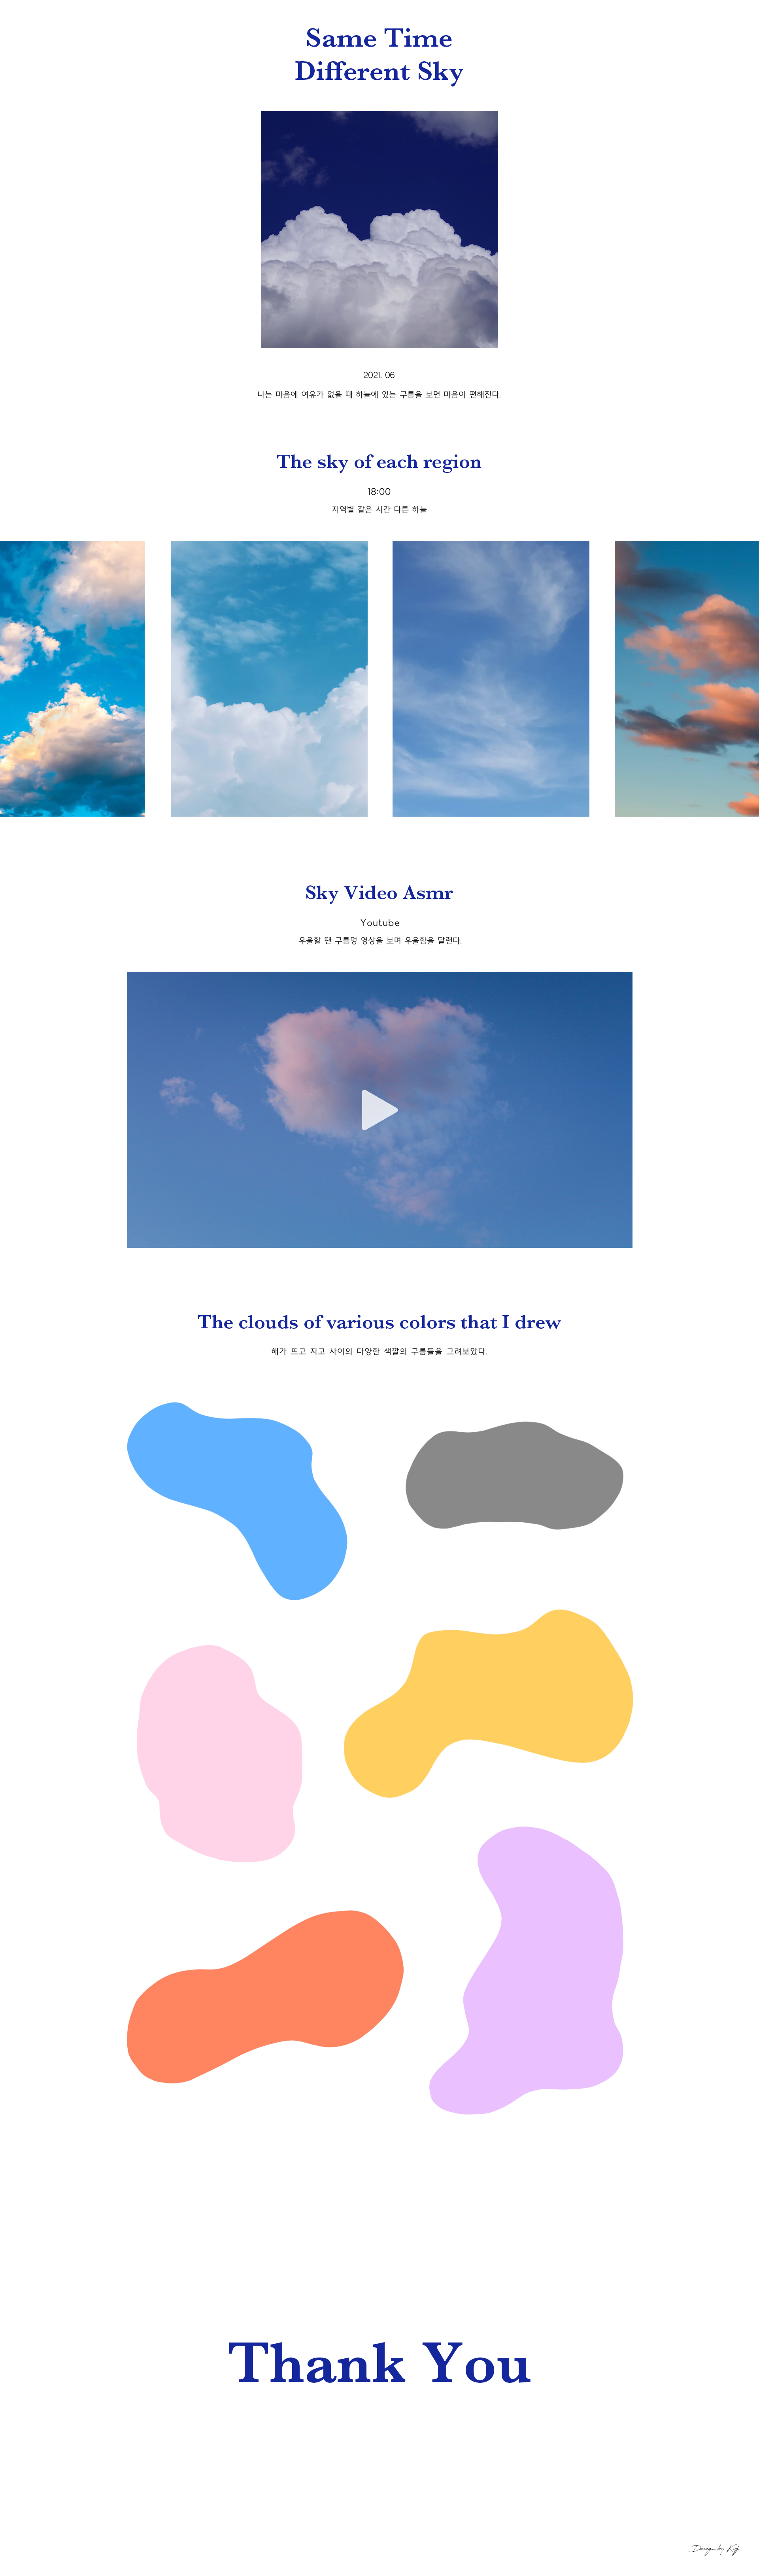 Same Time
Different Sky
2021. 06
나는 마음에 여유가 없을 때 하늘에 있는 구름을 보면 마음이 편해진다.
The sky of each region
18:00
지역별 같은 시간 다른 하늘
Sky Video Asmr
Youtube
우울할 땐 구름멍 영상을 보며 우울함을 달랜다.
The clouds of various colors that I drew
해가 뜨고 지고 사이의 다양한 색깔의 구름들을 그려보았다.
Thank You
Design by Kj